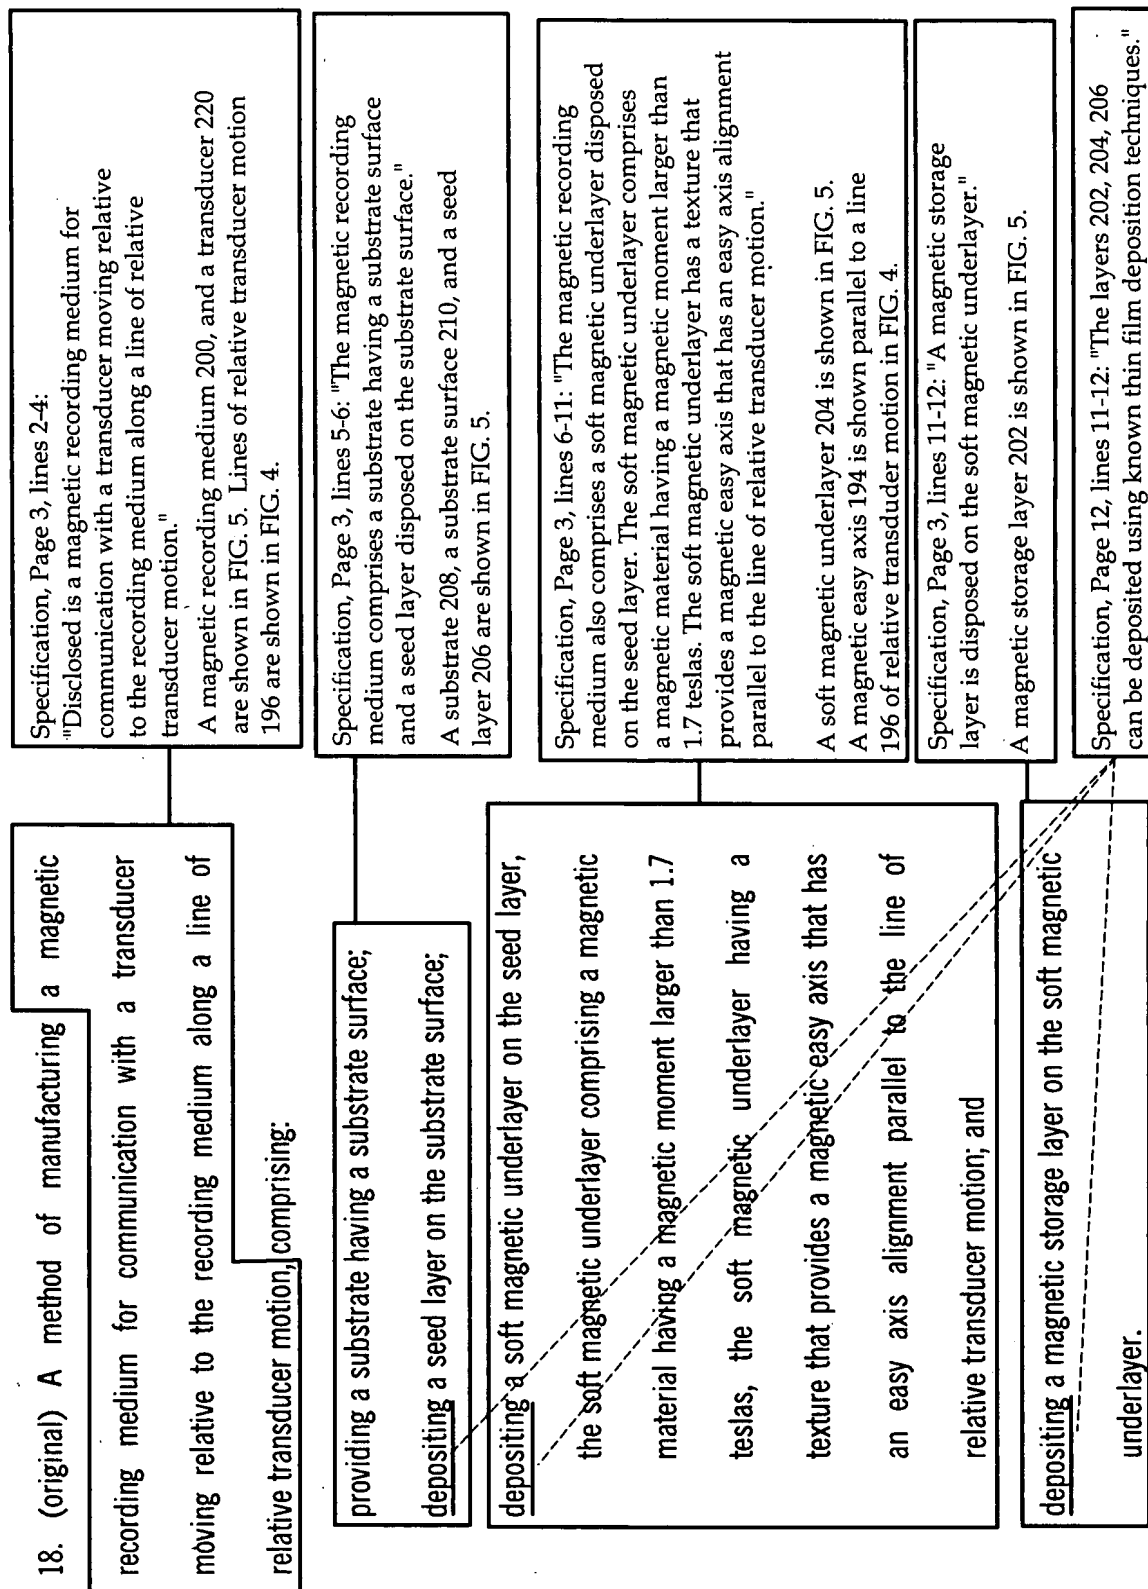 18. (original) A method of manufacturing a magnetic
recording medium for communication with a transducer
moving relative to the recording medium along a line of
relative transducer motion, comprising:
providing a substrate having a substrate surface;
depositing a seed layer on the substrate surface;
depositing a soft magnetic underlayer on the seed layer,
the soft magnetic underlayer comprising a magnetic
material having a magnetic moment larger than 1.7
teslas, the soft magnetic underlayer having a
texture that provides a magnetic easy axis that has
an easy axis alignment parallel to the line of
relative transducer motion; and
depositing a magnetic storage layer on the soft magnetic
underlayer.
Specification, Page 3, lines 2-4:
"Disclosed is a magnetic recording medium for
communication with a transducer moving relative
to the recording medium along a line of relative
transducer motion."
A magnetic recording medium 200, and a transducer 220
are shown in FIG. 5. Lines of relative transducer motion
196 are shown in FIG. 4.
Specification, Page 3, lines 5-6: "The magnetic recording
medium comprises a substrate having a substrate surface
and a seed layer disposed on the substrate surface."
A substrate 208, a substrate surface 210, and a seed
layer 206 are shown in FIG. 5.
Specification, Page 3, lines 6-11: "The magnetic recording
medium also comprises a soft magnetic underlayer disposed
on the seed layer. The soft magnetic underlayer comprises
a magnetic material having a magnetic moment larger than
1.7 teslas. The soft magnetic underlayer has a texture that
provides a magnetic easy axis that has an easy axis alignment
parallel to the line of relative transducer motion."
A soft magnetic underlayer 204 is shown in FIG. 5.
A magnetic easy axis 194 is shown parallel to a line
196 of relative transuder motion in FIG. 4.
Specification, Page 3, lines 11-12: "A magnetic storage
layer is disposed on the soft magnetic underlayer."
A magnetic storage layer 202 is shown in FIG. 5.
Specification, Page 12, lines 11-12: "The layers 202, 204, 206
can be deposited using known thin film deposition techniques."